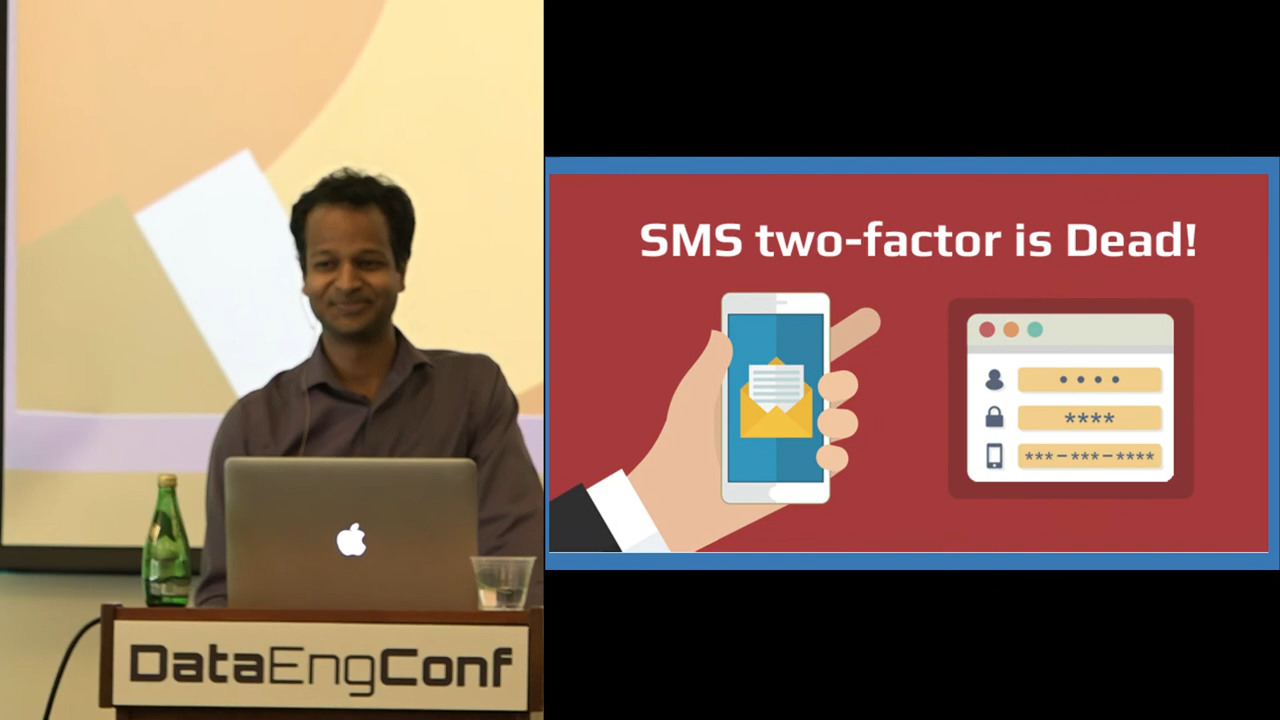 SMS two-factor is Dead!
• • • •
****
***-***-****
DataEngConf